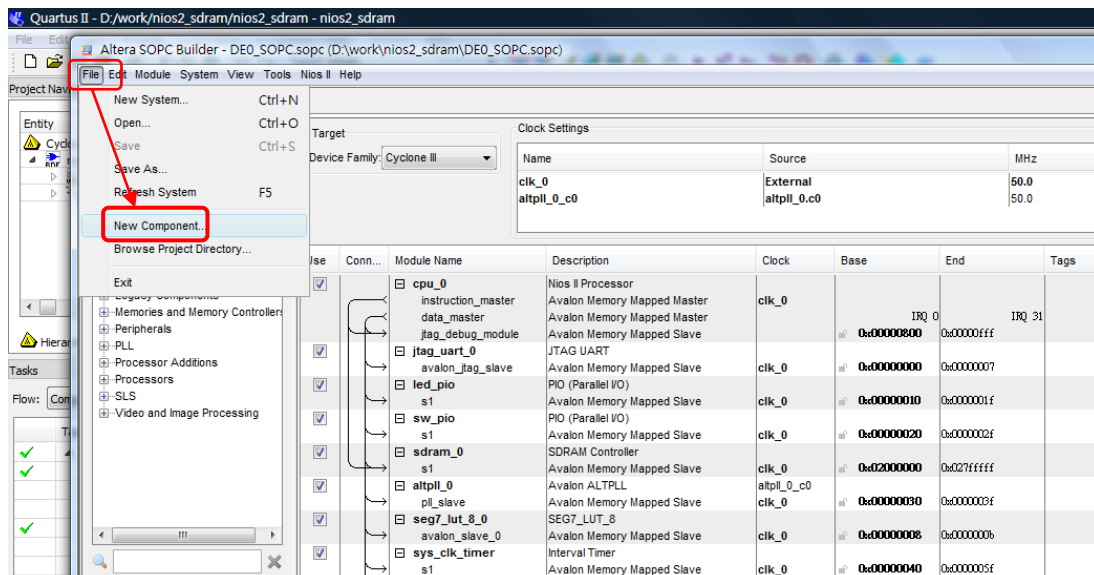 Quartus II - D:/work/nios2_sdram/nios2_sdram - nios2_sdram
File Edit
Altera SOPC Builder - DE0_SOPC.sopc (D:\work\nios2_sdram\DE0_SOPC.sopc)
File Edit Module System View Tools Nios II Help
Project Nav
Entity
Cyclo
New System... Ctrl+N
Open... Ctrl+O
Save Ctrl+S
Save As...
Refresh System F5
New Component...
Browse Project Directory...
Exit
Target
Device Family: Cyclone III
Clock Settings
Name Source MHz
clk_0 External 50.0
altpll_0_c0 altpll_0.c0 50.0
Legacy Components
Memories and Memory Controllers
Peripherals
PLL
Processor Additions
Processors
SLS
Video and Image Processing
Hierar
Tasks
Flow: Com
Use Conn... Module Name Description Clock Base End Tags
cpu_0 Nios II Processor
instruction_master Avalon Memory Mapped Master clk_0
data_master Avalon Memory Mapped Master IRQ 0 IRQ 31
jtag_debug_module Avalon Memory Mapped Slave 0x00000800 0x00000fff
jtag_uart_0 JTAG UART
avalon_jtag_slave Avalon Memory Mapped Slave clk_0 0x00000000 0x00000007
led_pio PIO (Parallel I/O)
s1 Avalon Memory Mapped Slave clk_0 0x00000010 0x0000001f
sw_pio PIO (Parallel I/O)
s1 Avalon Memory Mapped Slave clk_0 0x00000020 0x0000002f
sdram_0 SDRAM Controller
s1 Avalon Memory Mapped Slave clk_0 0x02000000 0x027fffff
altpll_0 Avalon ALTPLL altpll_0_c0
pll_slave Avalon Memory Mapped Slave clk_0 0x00000030 0x0000003f
seg7_lut_8_0 SEG7_LUT_8
avalon_slave_0 Avalon Memory Mapped Slave clk_0 0x00000008 0x0000000b
sys_clk_timer Interval Timer
s1 Avalon Memory Mapped Slave clk_0 0x00000040 0x0000005f